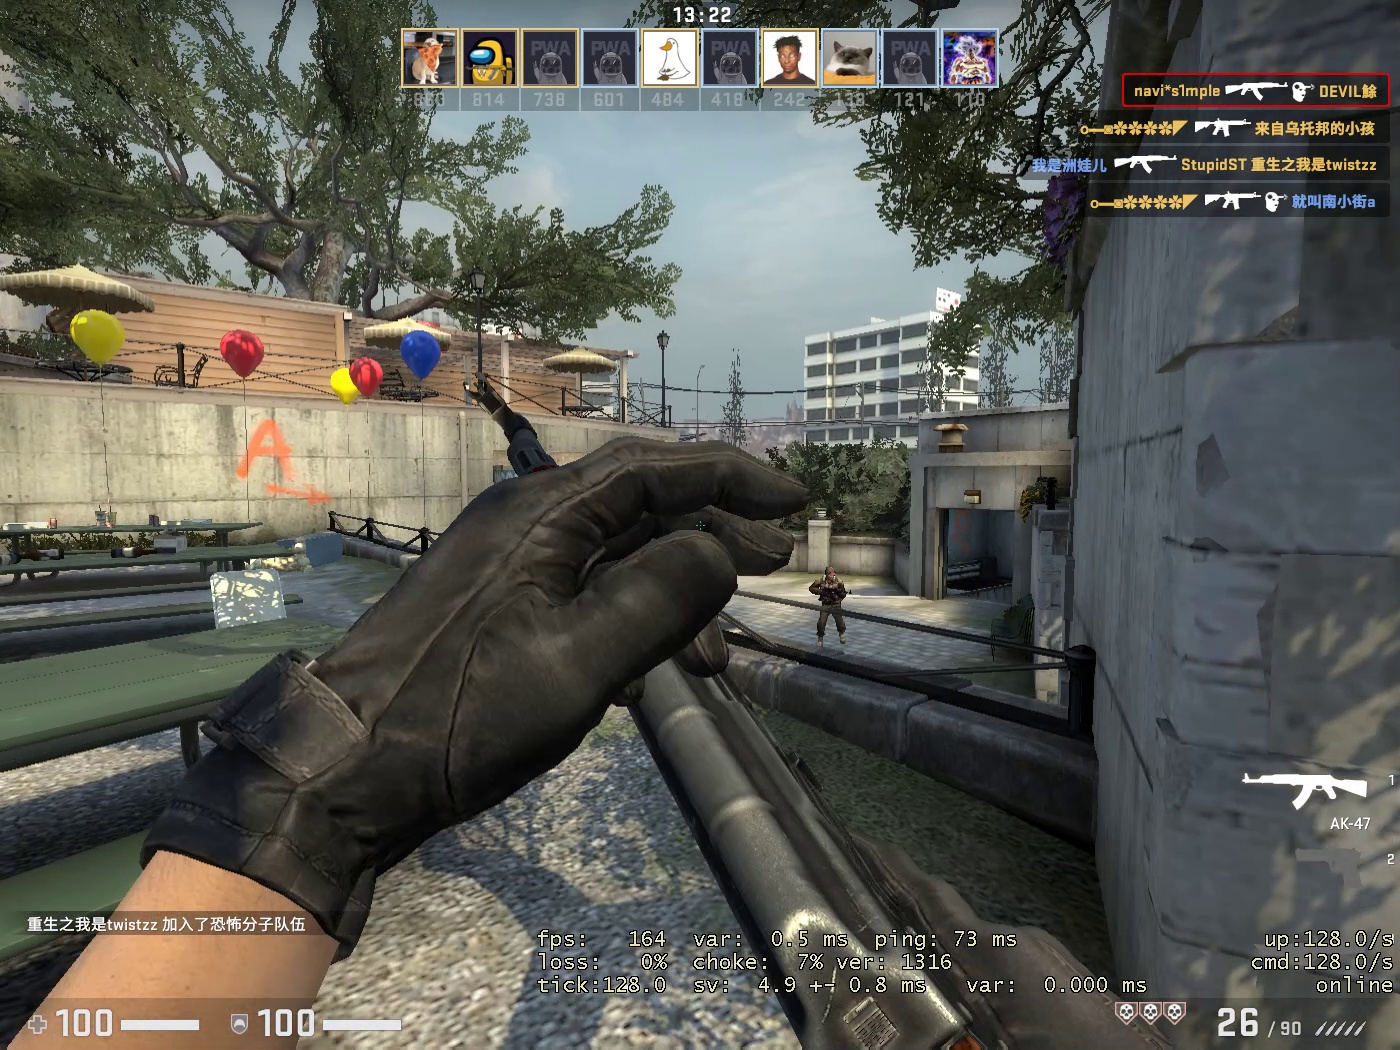 13:22
PWA PWA PWA PWA
814 738 601 484 418 242 121
navi*s1mple DEVIL餘
来自乌托邦的小孩
我是洲娃儿 StupidST 重生之我是twistzz
就叫南小街a
A
1
AK-47
2
重生之我是twistzz 加入了恐怖分子队伍
fps: 164 var: 0.5 ms ping: 73 ms
loss: 0% choke: 7% ver: 1316
tick:128.0 sv: 4.9 +- 0.8 ms var: 0.000 ms
up:128.0/s
cmd:128.0/s
online
100 100
26 / 90